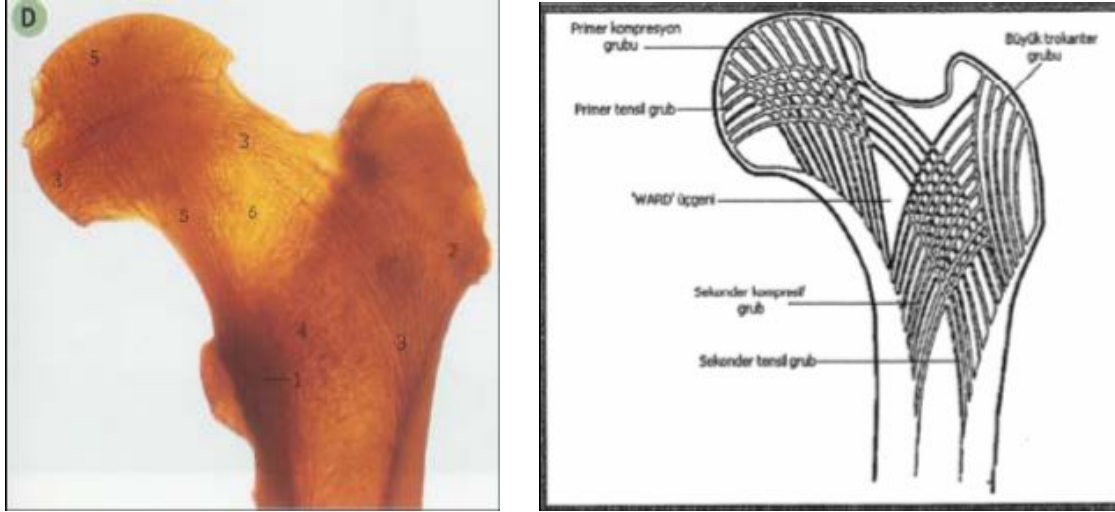 D
5
3
3
6
5
2
4
3
1
Primer kompresyon
grubu
Büyük trokanter
grubu
Primer tensil grub
'WARD' üçgeni
Sekonder kompresif
grub
Sekonder tensil grub